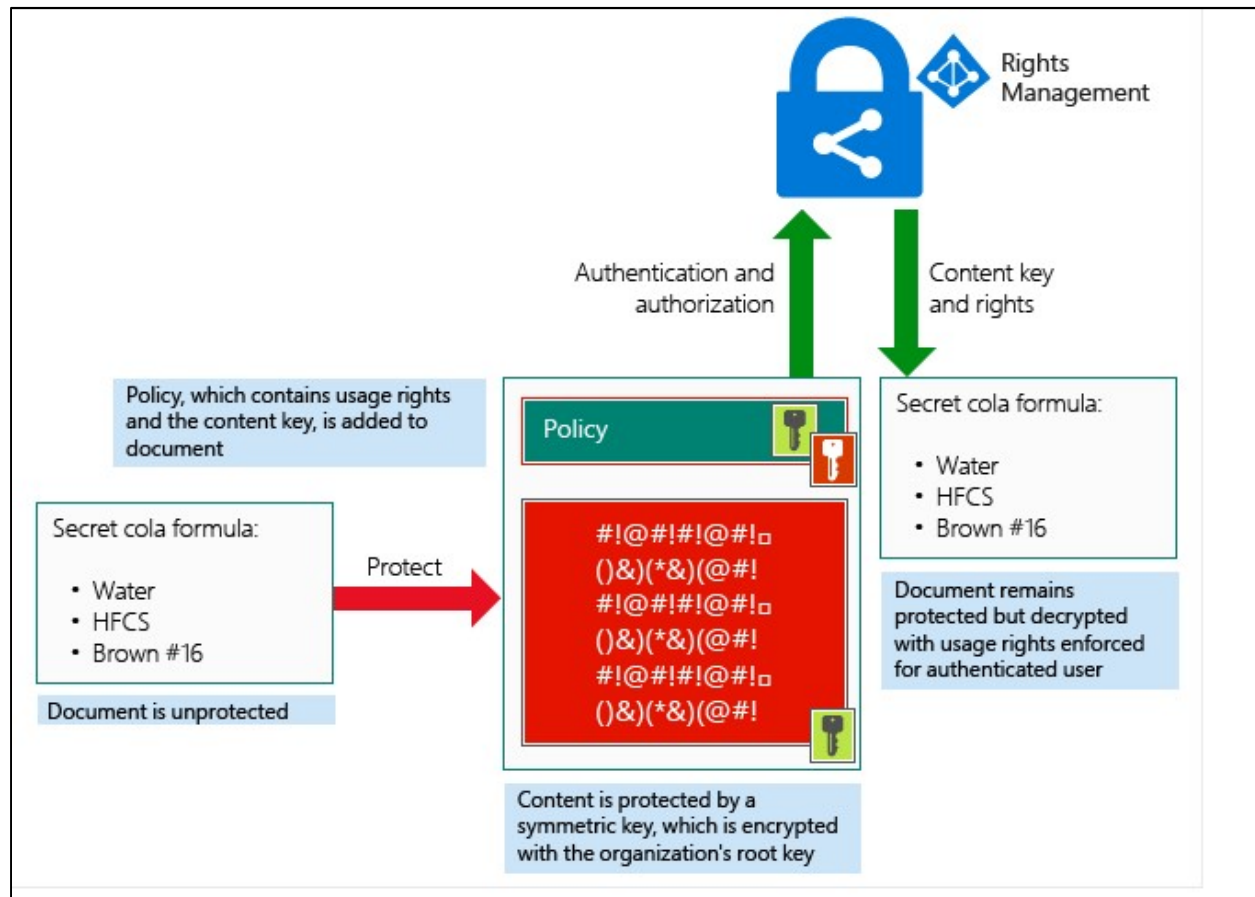 Rights
Management
Authentication and
authorization
Content key
and rights
Policy, which contains usage rights
and the content key, is added to
document
Policy
Secret cola formula:
• Water
• HFCS
• Brown #16
Secret cola formula:
• Water
• HFCS
• Brown #16
Protect
#!@#!#!@#!□
()&)(*&)(@#!
#!@#!#!@#!□
()&)(*&)(@#!
#!@#!#!@#!□
()&)(*&)(@#!
Document remains
protected but decrypted
with usage rights enforced
for authenticated user
Document is unprotected
Content is protected by a
symmetric key, which is encrypted
with the organization's root key